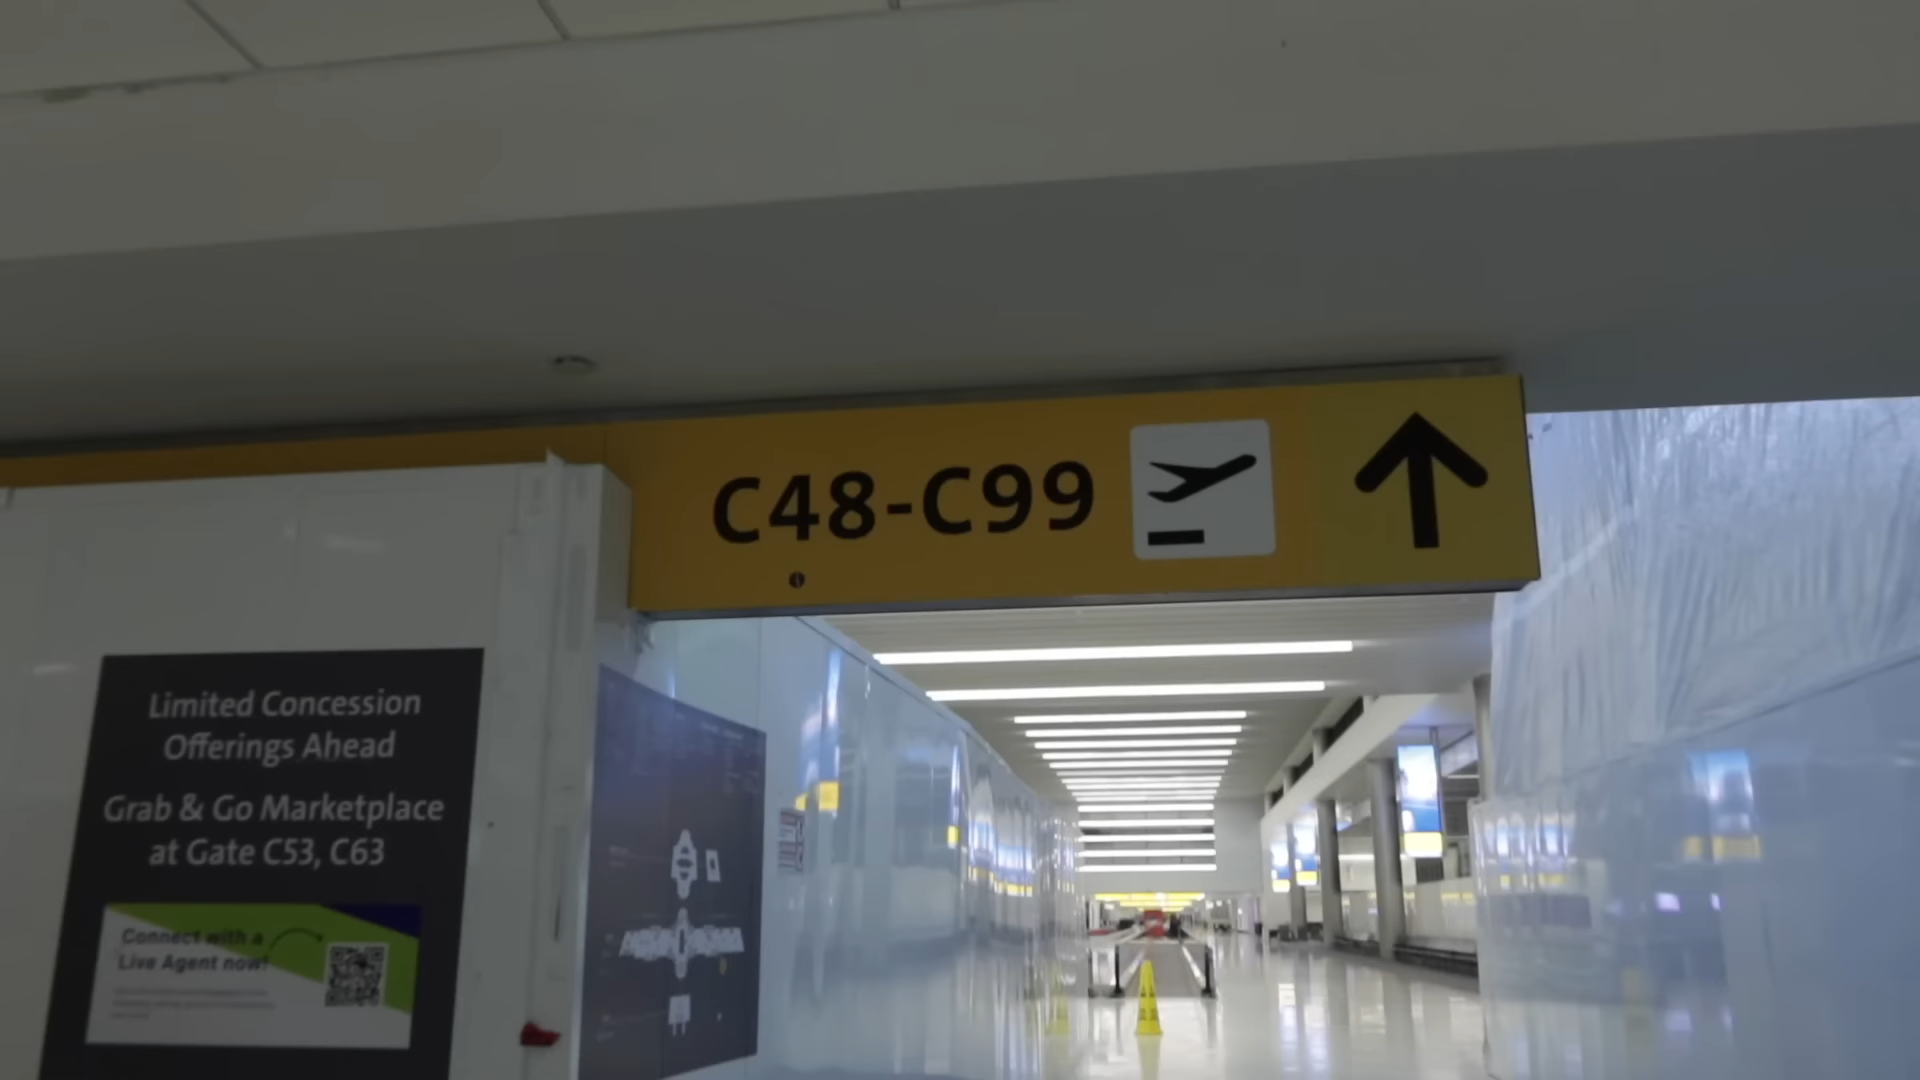 C48-C99
Limited Concession
Offerings Ahead
Grab & Go Marketplace
at Gate C53, C63
Connect with a
Live Agent now!